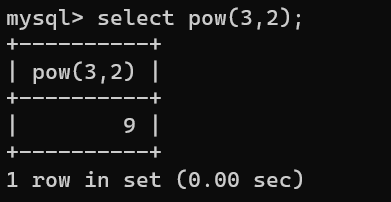 mysql> select pow(3,2);
+----------+
| pow(3,2) |
+----------+
|        9 |
+----------+
1 row in set (0.00 sec)